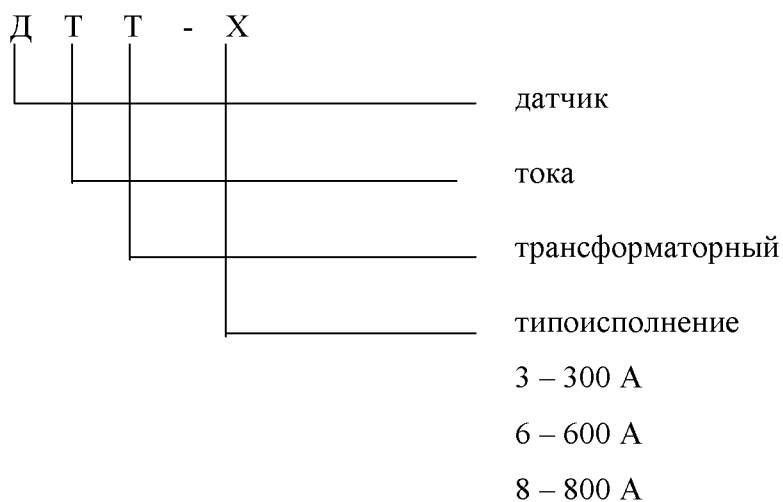 Д Т Т - Х
датчик
тока
трансформаторный
типоисполнение
3 – 300 А
6 – 600 А
8 – 800 А